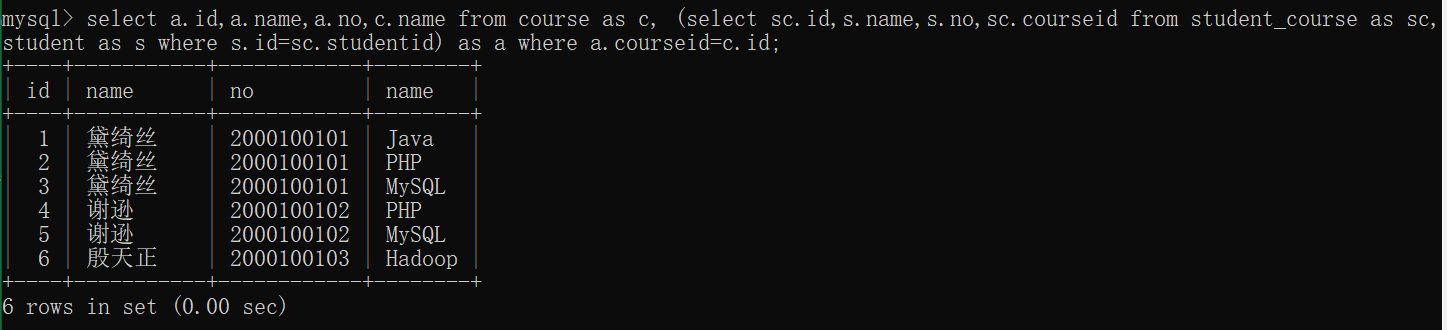 mysql> select a.id,a.name,a.no,c.name from course as c, (select sc.id,s.name,s.no,sc.courseid from student_course as sc,
student as s where s.id=sc.studentid) as a where a.courseid=c.id;
+----+-----------+------------+--------+
| id | name      | no         | name   |
+----+-----------+------------+--------+
|  1 | 黛绮丝    | 2000100101 | Java   |
|  2 | 黛绮丝    | 2000100101 | PHP    |
|  3 | 黛绮丝    | 2000100101 | MySQL  |
|  4 | 谢逊      | 2000100102 | PHP    |
|  5 | 谢逊      | 2000100102 | MySQL  |
|  6 | 殷天正    | 2000100103 | Hadoop |
+----+-----------+------------+--------+
6 rows in set (0.00 sec)